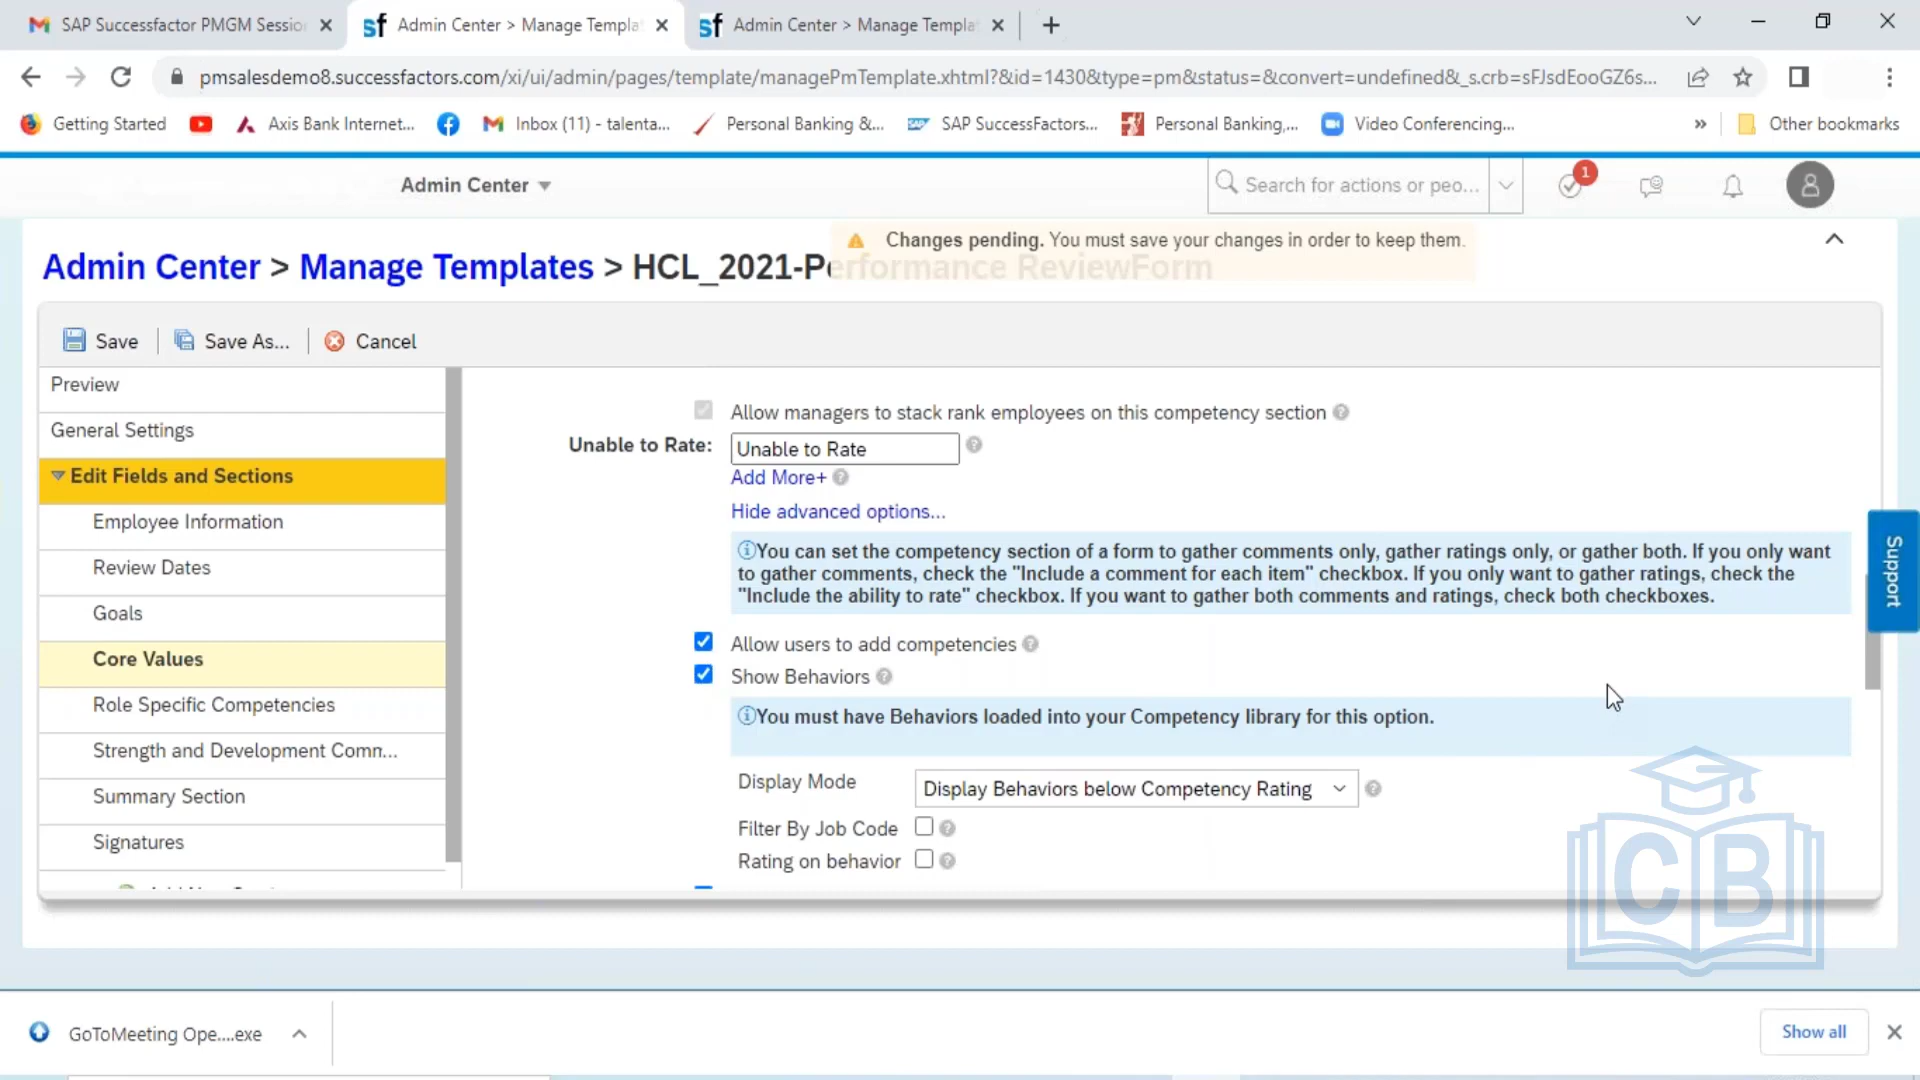 SAP Successfactor PMGM Session
Admin Center > Manage Templa
Admin Center > Manage Templa
pmsalesdemo8.successfactors.com/xi/ui/admin/pages/template/managePmTemplate.xhtml?&id=1430&type=pm&status=&convert=undefined&_s.crb=sFJsdEooGZ6s...
Getting Started
Axis Bank Internet...
Inbox (11) - talenta...
Personal Banking &...
SAP SuccessFactors...
Personal Banking,...
Video Conferencing...
»
Other bookmarks
Admin Center
Search for actions or peo...
1
Changes pending. You must save your changes in order to keep them.
Admin Center > Manage Templates > HCL_2021-Performance ReviewForm
Save
Save As...
Cancel
Preview
General Settings
Edit Fields and Sections
Employee Information
Review Dates
Goals
Core Values
Role Specific Competencies
Strength and Development Comm...
Summary Section
Signatures
Allow managers to stack rank employees on this competency section
Unable to Rate: Unable to Rate
Add More+
Hide advanced options...
You can set the competency section of a form to gather comments only, gather ratings only, or gather both. If you only want
to gather comments, check the "Include a comment for each item" checkbox. If you only want to gather ratings, check the
"Include the ability to rate" checkbox. If you want to gather both comments and ratings, check both checkboxes.
Allow users to add competencies
Show Behaviors
You must have Behaviors loaded into your Competency library for this option.
Display Mode Display Behaviors below Competency Rating
Filter By Job Code
Rating on behavior
Support
CB
GoToMeeting Ope....exe
Show all